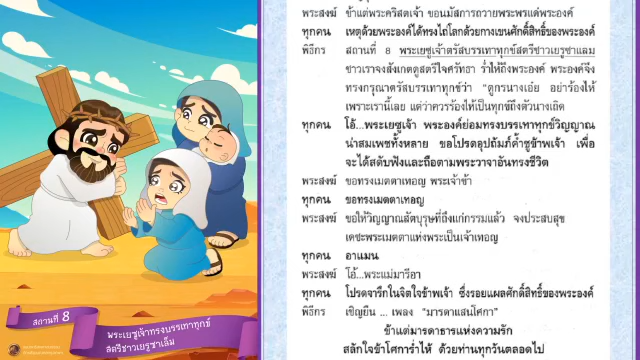 สถานที่ 8
พระเยซูเจ้าทรงบรรเทาทุกข์
สตรีชาวเยรูซาเล็ม
พระสงฆ์ ข้าแต่พระคริสตเจ้า ขอนมัสการถวายพระพรแด่พระองค์
ทุกคน เหตุด้วยพระองค์ได้ทรงไถ่โลกด้วยกางเขนศักดิ์สิทธิ์ของพระองค์
พิธีกร สถานที่ 8 พระเยซูเจ้าตรัสบรรเทาทุกข์สตรีชาวเยรูซาแลม
ชาวเราจงสังเกตดูสตรีใจศรัทธา ร่ำไห้ถึงพระองค์ พระองค์จึง
ทรงกรุณาตรัสบรรเทาทุกข์ว่า "ดูกรนางเอ๋ย อย่าร้องไห้
เพราะเรานี้เลย แต่ว่าควรร้องไห้เป็นทุกข์ถึงตัวนางเถิด
ทุกคน โอ้...พระเยซูเจ้า พระองค์ย่อมทรงบรรเทาทุกข์วิญญาณ
น่าสมเพชทั้งหลาย ขอโปรดอุปถัมภ์ค้ำชูข้าพเจ้า เพื่อ
จะได้สดับฟังและถือตามพระวาจาอันทรงชีวิต
พระสงฆ์ ขอทรงเมตตาเทอญ พระเจ้าข้า
ทุกคน ขอทรงเมตตาเทอญ
พระสงฆ์ ขอให้วิญญาณสัตบุรุษที่ถึงแก่กรรมแล้ว จงประสบสุข
เดชะพระเมตตาแห่งพระเป็นเจ้าเทอญ
ทุกคน อาแมน
พระสงฆ์ โอ้...พระแม่มารีอา
ทุกคน โปรดจารึกในจิตใจข้าพเจ้า ซึ่งรอยแผลศักดิ์สิทธิ์ของพระองค์
พิธีกร เชิญยืน ... เพลง "มารดาแสนโศกา"
ข้าแต่มารดาธารแห่งความรัก
สลักใจข้าโศการ่ำไห้ ด้วยท่านทุกวันตลอดไป